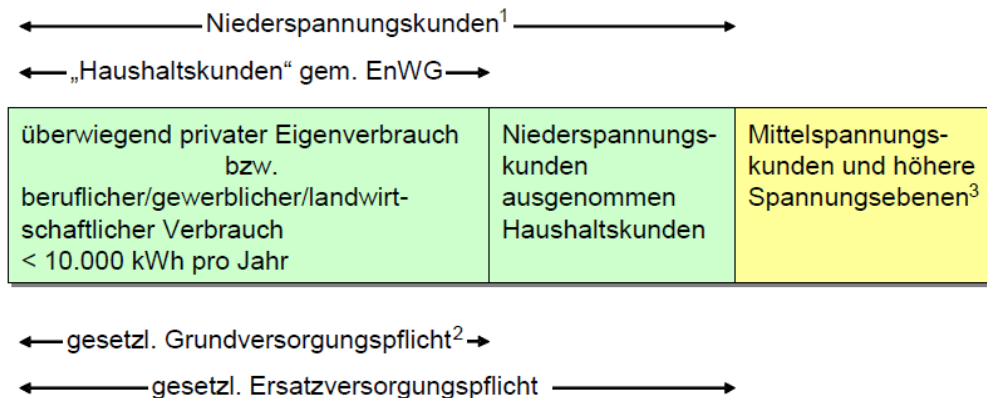 Niederspannungskunden¹
„Haushaltskunden“ gem. EnWG
überwiegend privater Eigenverbrauch
bzw.
beruflicher/gewerblicher/landwirt-
schaftlicher Verbrauch
< 10.000 kWh pro Jahr
Niederspannungs-
kunden
ausgenommen
Haushaltskunden
Mittelspannungs-
kunden und höhere
Spannungsebenen³
gesetzl. Grundversorgungspflicht²
gesetzl. Ersatzversorgungspflicht